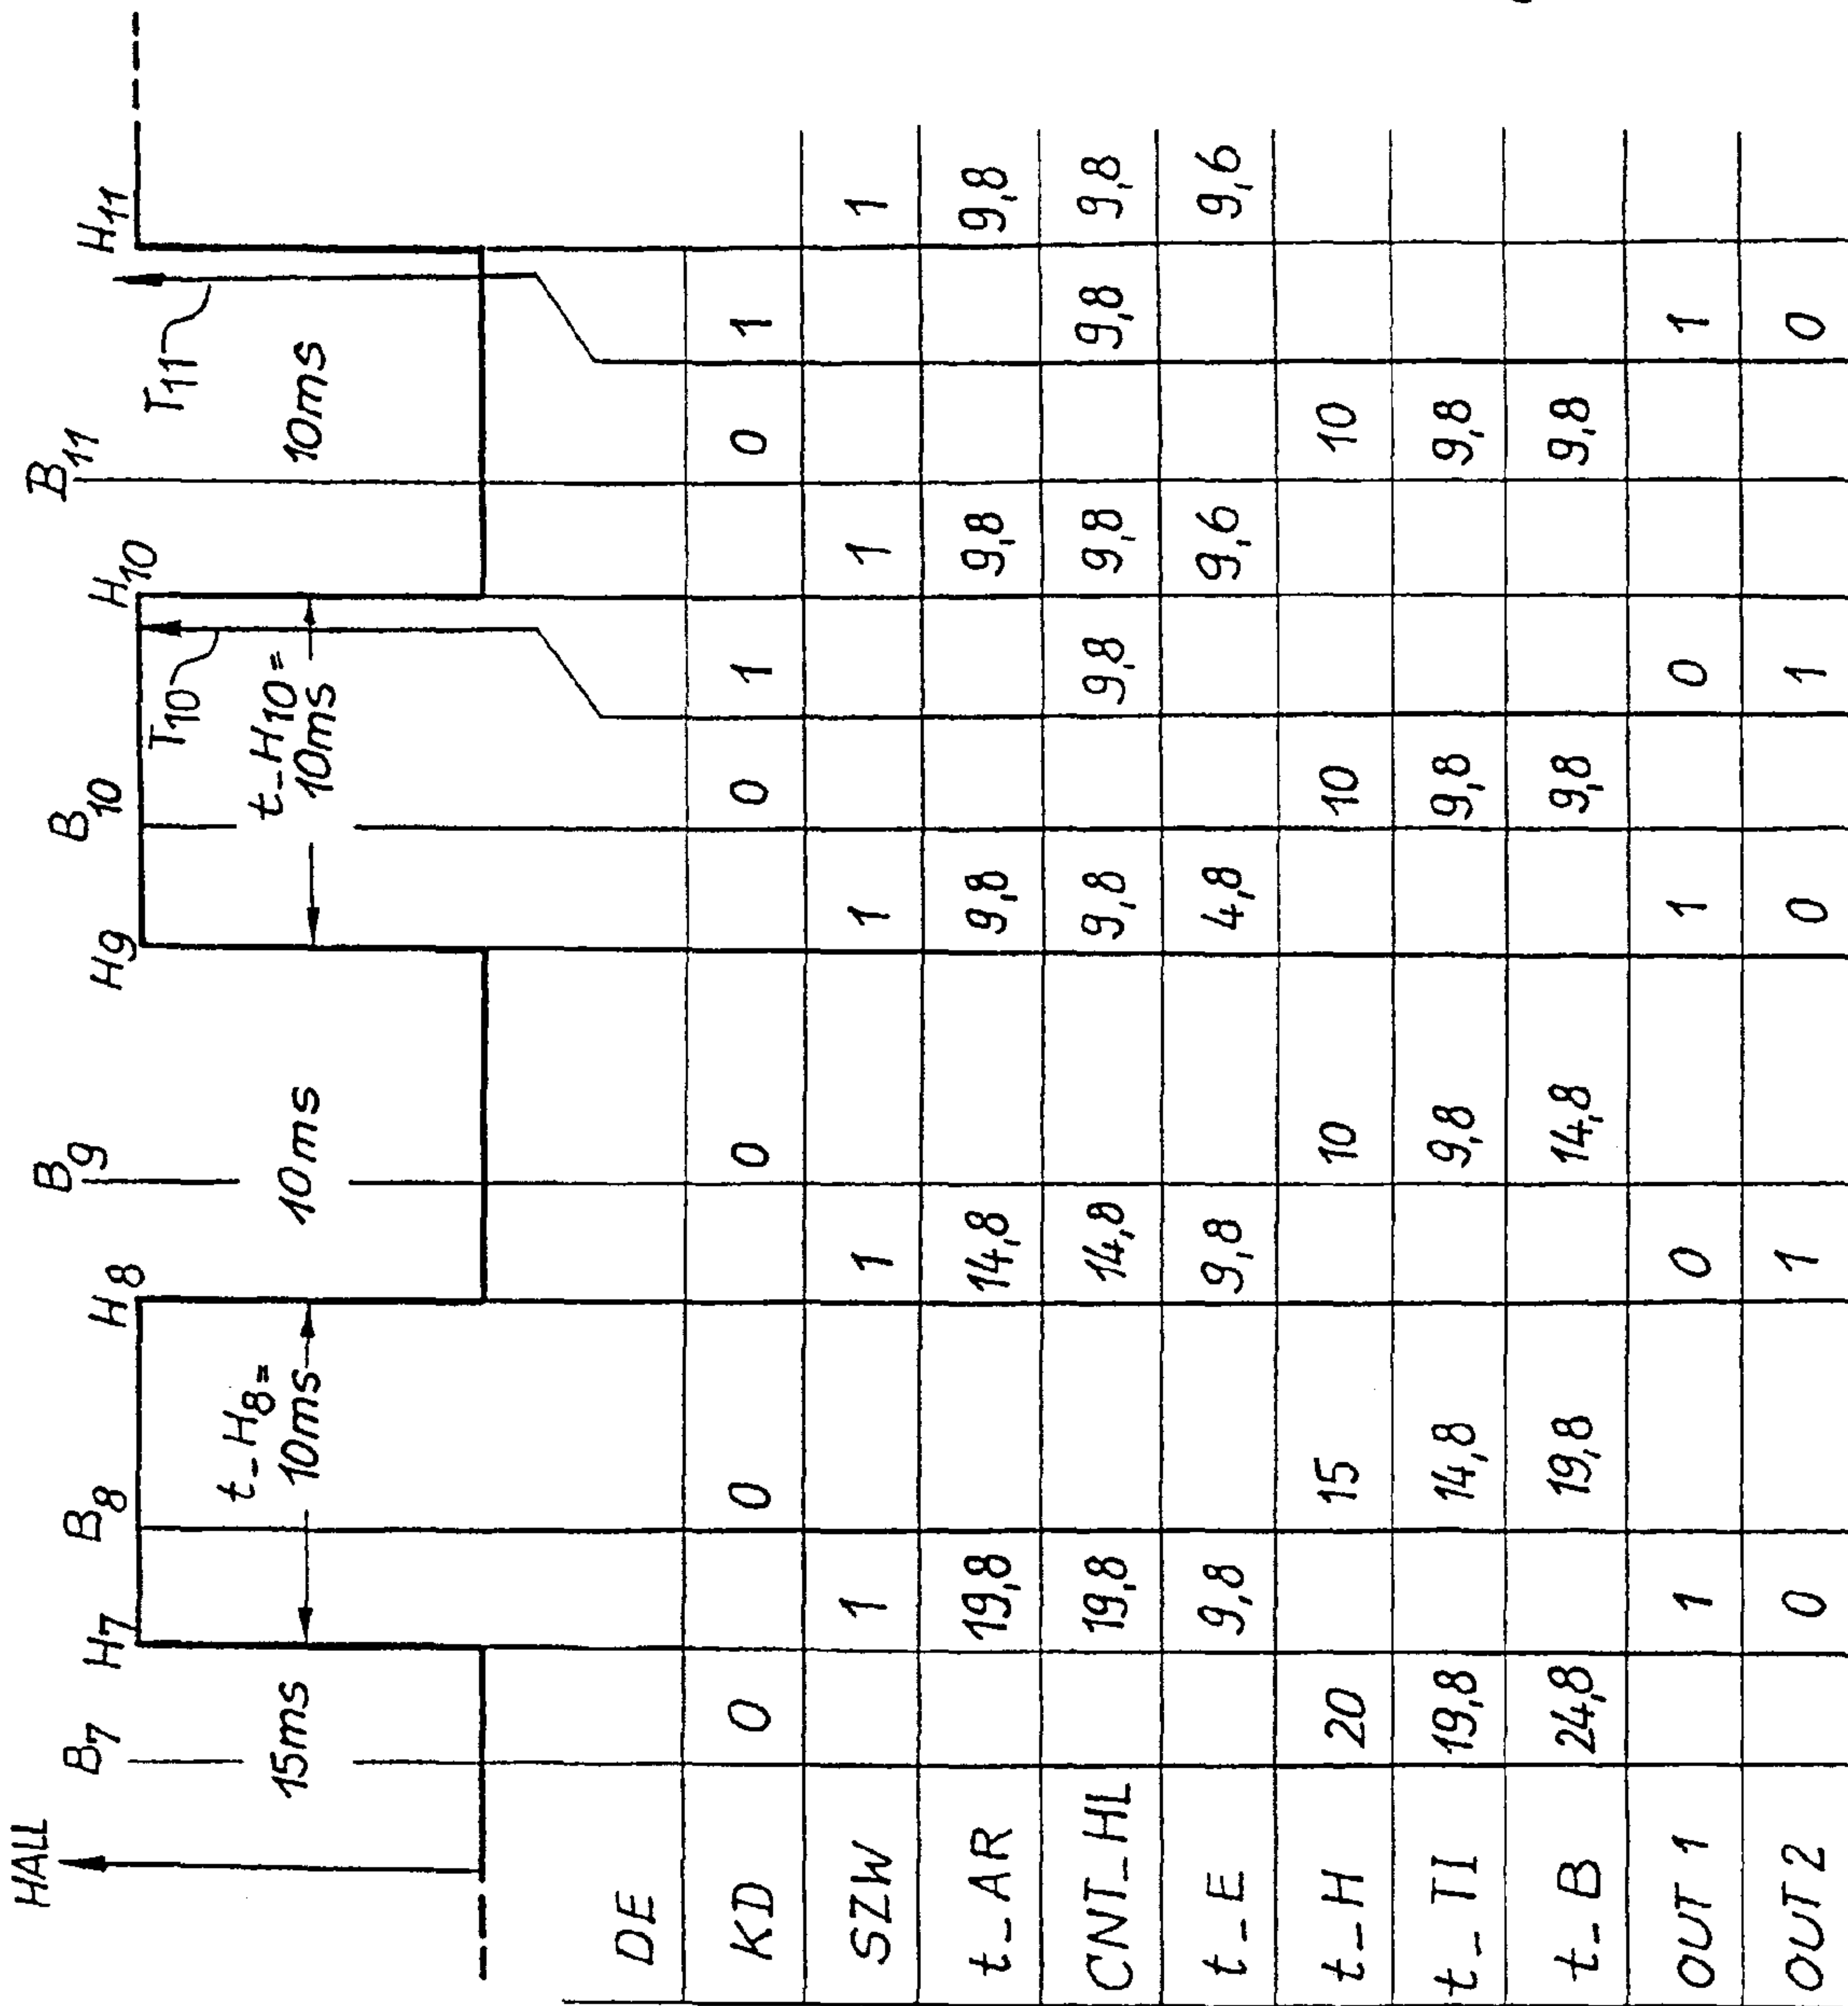 HALL
B7 H7 B8 H8 B9 H9 B10 H10 B11 H11
T10 T11
t_H8= t_H10=
15ms 10ms 10ms 10ms 10ms
DE
KD 0 0 0 0 1 0 1
SZW 1 1 1 1 1
t_AR 19,8 14,8 9,8 9,8 9,8
CNT_HL 19,8 14,8 9,8 9,8 9,8 9,8 9,8
t_E 9,8 9,8 4,8 9,6 9,6
t_H 20 15 10 10 10
t_TI 19,8 14,8 9,8 9,8 9,8
t_B 24,8 19,8 14,8 9,8 9,8
OUT 1 1 0 1 0 1
OUT 2 0 1 0 1 0